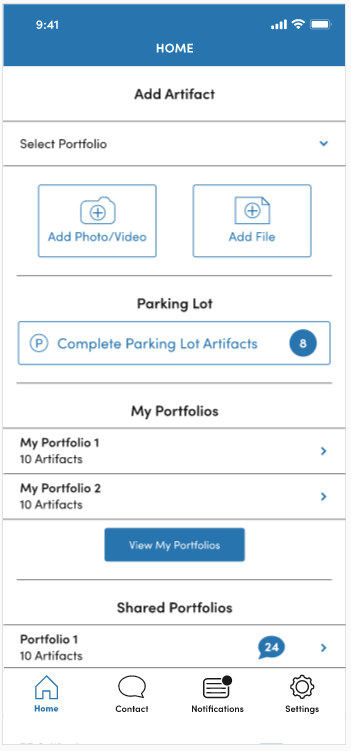 9:41
HOME
Add Artifact
Select Portfolio
Add Photo/Video
Add File
Parking Lot
P Complete Parking Lot Artifacts 8
My Portfolios
My Portfolio 1
10 Artifacts
My Portfolio 2
10 Artifacts
View My Portfolios
Shared Portfolios
Portfolio 1
24
10 Artifacts
Home Contact Notifications Settings